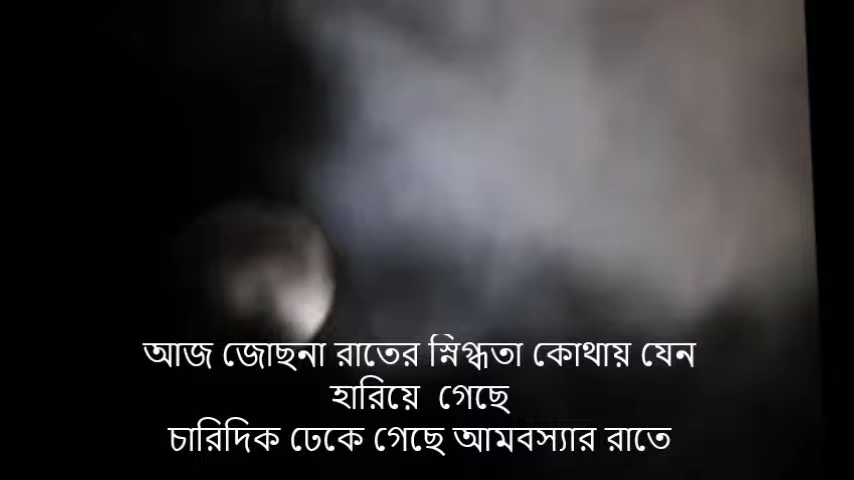 আজ জোছনা রাতের স্নিগ্ধতা কোথায় যেন
হারিয়ে গেছে
চারিদিক ঢেকে গেছে আমবস্যার রাতে